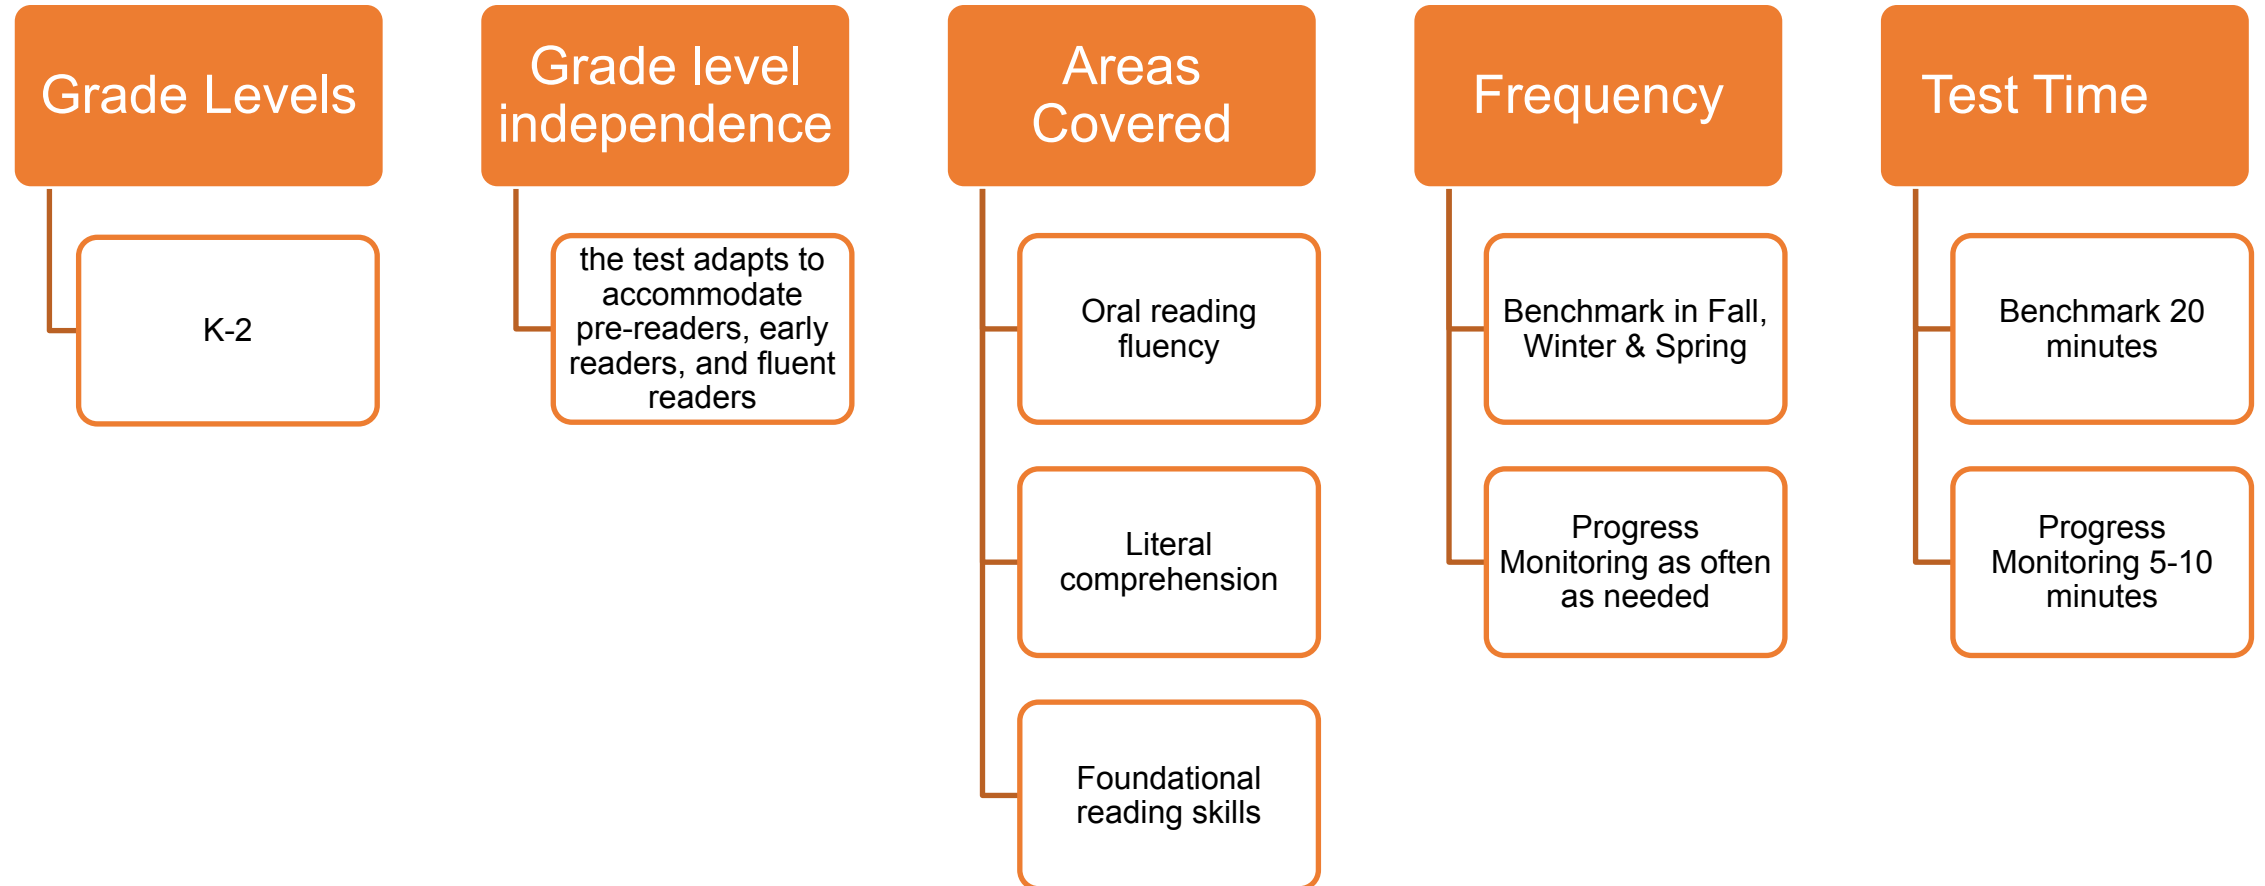 Grade Levels
K-2
Grade level
independence
the test adapts to
accommodate
pre-readers, early
readers, and fluent
readers
Areas
Covered
Oral reading
fluency
Literal
comprehension
Foundational
reading skills
Frequency
Benchmark in Fall,
Winter & Spring
Progress
Monitoring as often
as needed
Test Time
Benchmark 20
minutes
Progress
Monitoring 5-10
minutes